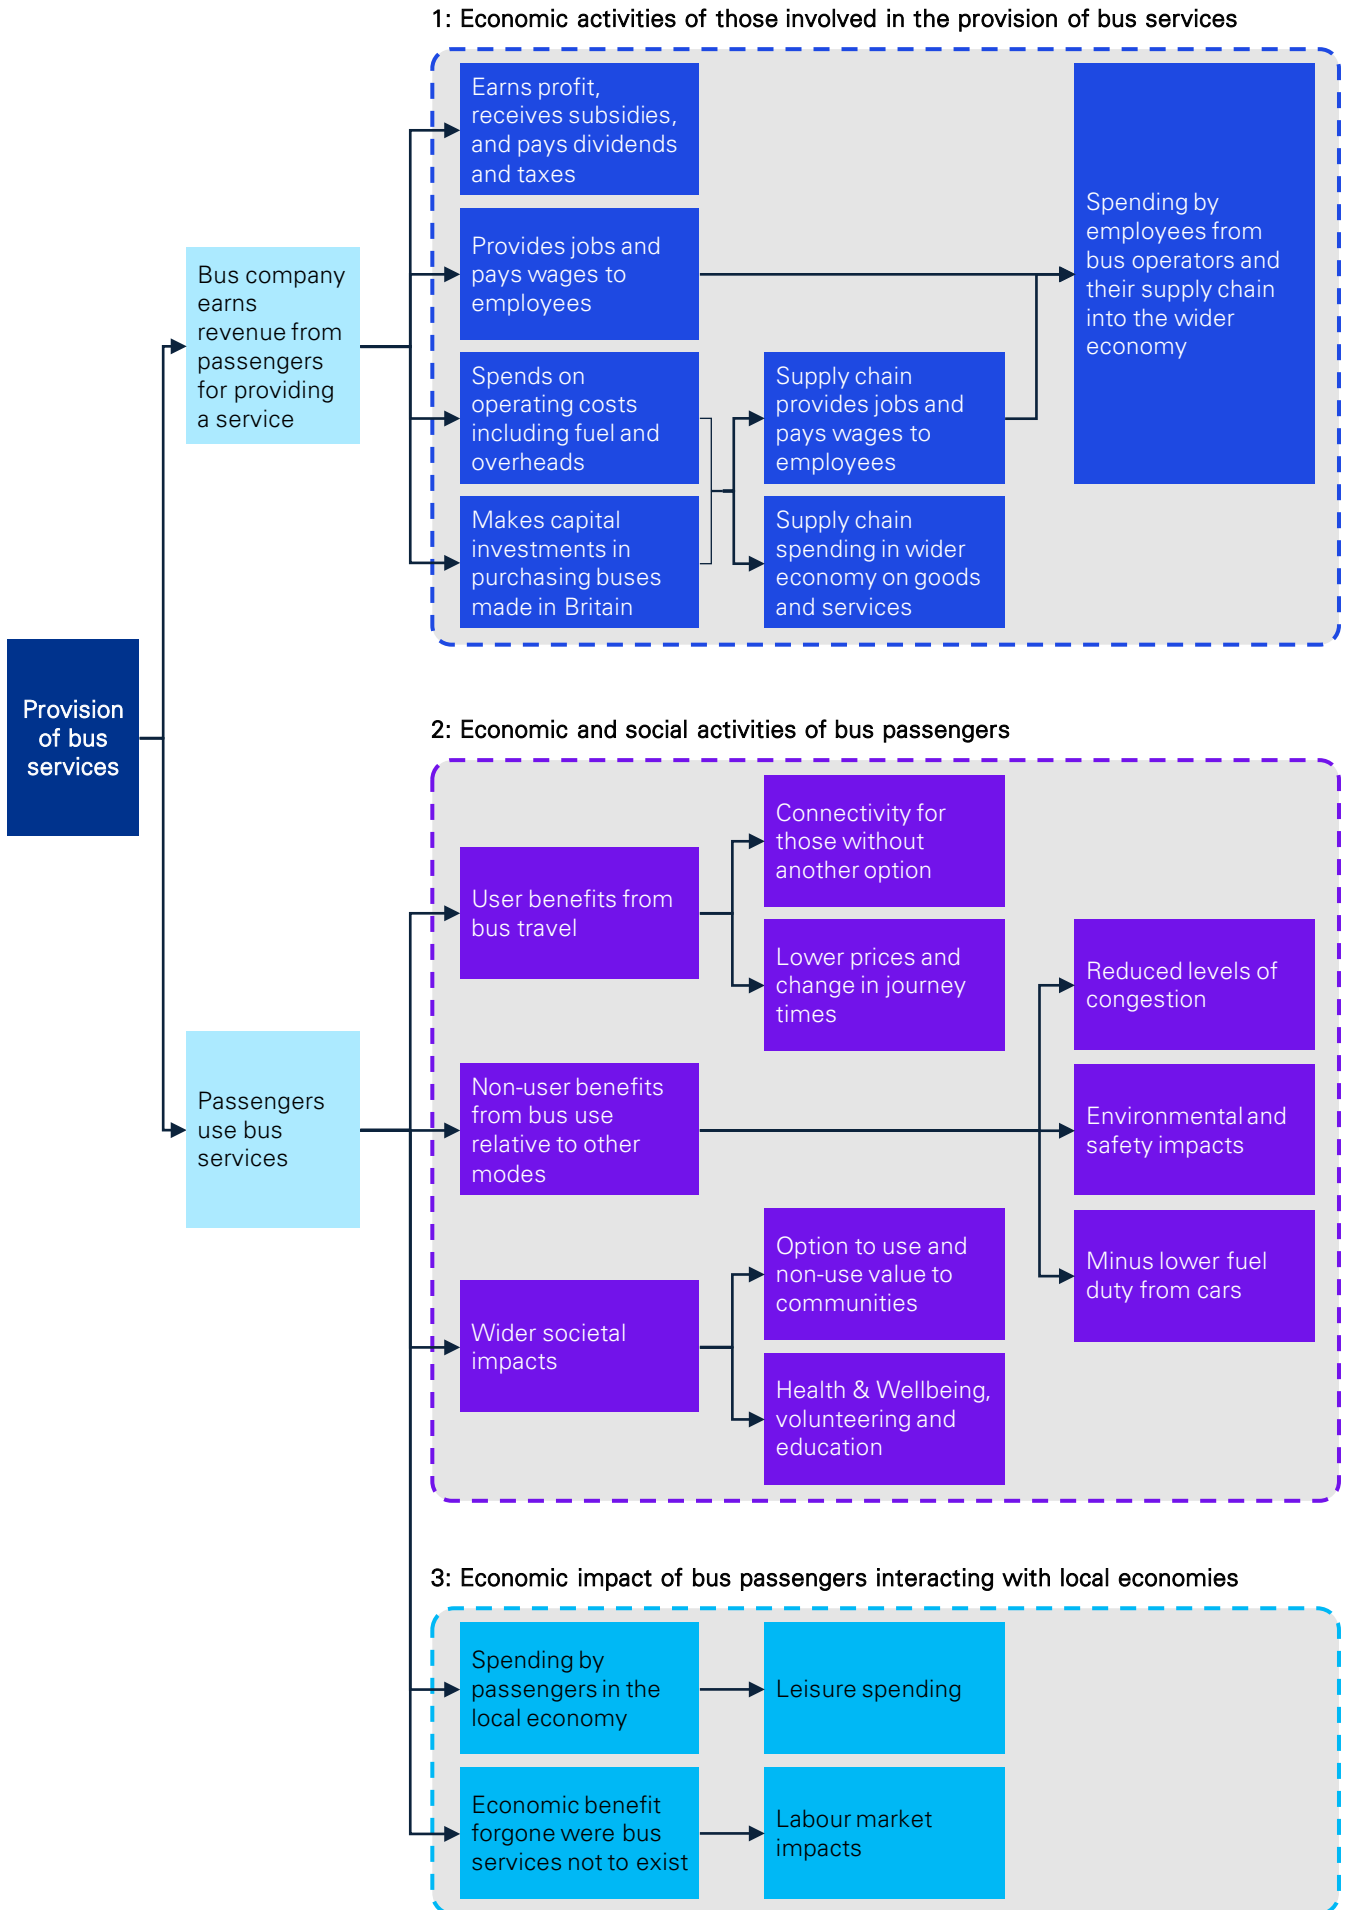 1: Economic activities of those involved in the provision of bus services
Earns profit,
receives subsidies,
and pays dividends
and taxes
Provides jobs and
pays wages to
employees
Spending by
employees from
bus operators and
their supply chain
into the wider
economy
Bus company
earns
revenue from
passengers
for providing
a service
Spends on
operating costs
including fuel and
overheads
Supply chain
provides jobs and
pays wages to
employees
Makes capital
investments in
purchasing buses
made in Britain
Supply chain
spending in wider
economy on goods
and services
Provision
of bus
services
2: Economic and social activities of bus passengers
User benefits from
bus travel
Connectivity for
those without
another option
Lower prices and
change in journey
times
Reduced levels of
congestion
Passengers
use bus
services
Non-user benefits
from bus use
relative to other
modes
Environmental and
safety impacts
Minus lower fuel
duty from cars
Wider societal
impacts
Option to use and
non-use value to
communities
Health & Wellbeing,
volunteering and
education
3: Economic impact of bus passengers interacting with local economies
Spending by
passengers in the
local economy
Leisure spending
Economic benefit
forgone were bus
services not to exist
Labour market
impacts